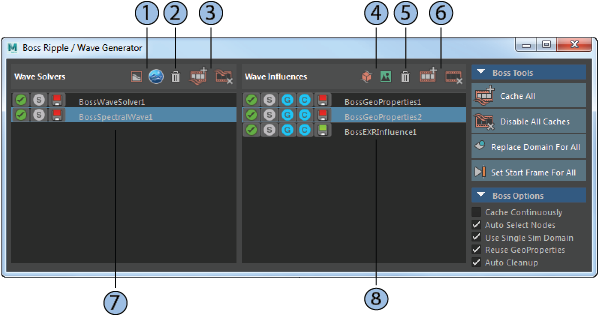 1 2 3 4 5 6
M Boss Ripple / Wave Generator
Wave Solvers
S BossWaveSolver1
S BossSpectralWave1
Wave Influences
S G C BossGeoProperties1
S G C BossGeoProperties2
S G C BossEXRInfluence1
Boss Tools
Cache All
Disable All Caches
Replace Domain For All
Set Start Frame For All
Boss Options
Cache Continuously
Auto Select Nodes
Use Single Sim Domain
Reuse GeoProperties
Auto Cleanup
7 8